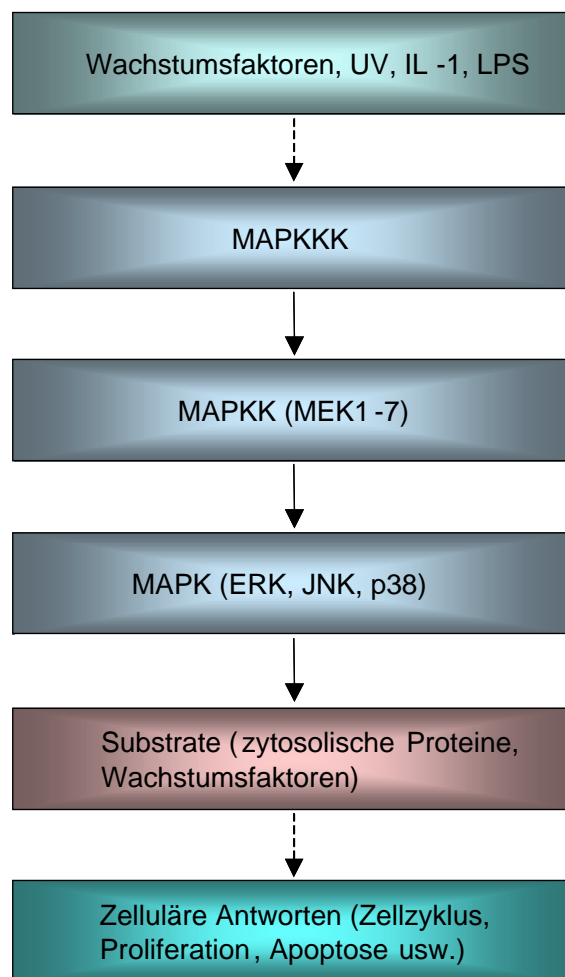 Wachstumsfaktoren, UV, IL -1, LPS
MAPKKK
MAPKK (MEK1 -7)
MAPK (ERK, JNK, p38)
Substrate (zytosolische Proteine,
Wachstumsfaktoren)
Zelluläre Antworten (Zellzyklus,
Proliferation, Apoptose usw.)